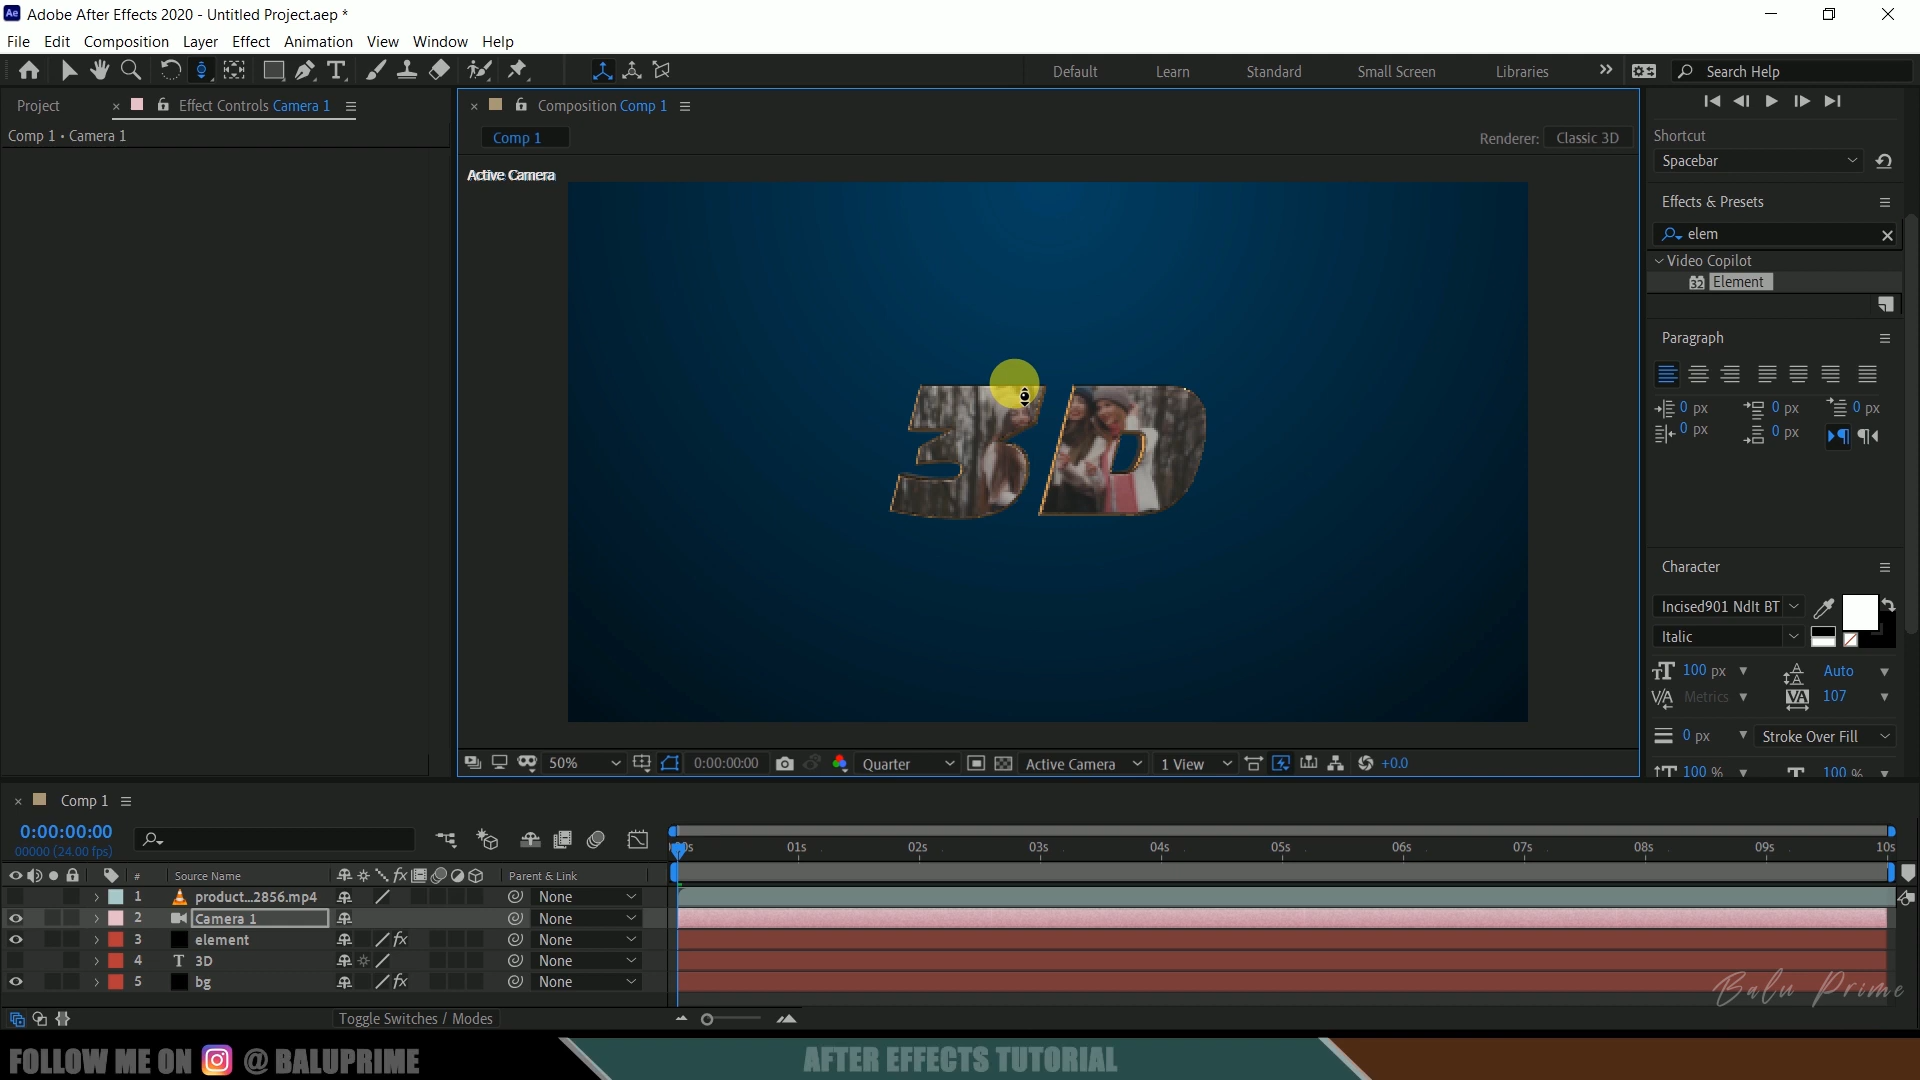 Ae Adobe After Effects 2020 - Untitled Project.aep *
File Edit Composition Layer Effect Animation View Window Help
Default Learn Standard Small Screen Libraries Search Help
Project × Effect Controls Camera 1
Comp 1 • Camera 1
× Composition Comp 1
Comp 1
Renderer: Classic 3D
Active Camera
3D
50% 0:00:00:00 Quarter Active Camera 1 View +0.0
Shortcut
Spacebar
Effects & Presets
elem
Video Copilot
32 Element
Paragraph
0 px 0 px 0 px
0 px 0 px
Character
Incised901 NdIt BT
Italic
100 px Auto
Metrics 107
0 px Stroke Over Fill
100 % 100 %
× Comp 1
0:00:00:00
00000 (24.00 fps)
01s 02s 03s 04s 05s 06s 07s 08s 09s 10s
# Source Name fx Parent & Link
1 product...2856.mp4 None
2 Camera 1 None
3 element fx None
4 T 3D None
5 bg fx None
Toggle Switches / Modes
Balu Prime
FOLLOW ME ON @ BALUPRIME
AFTER EFFECTS TUTORIAL